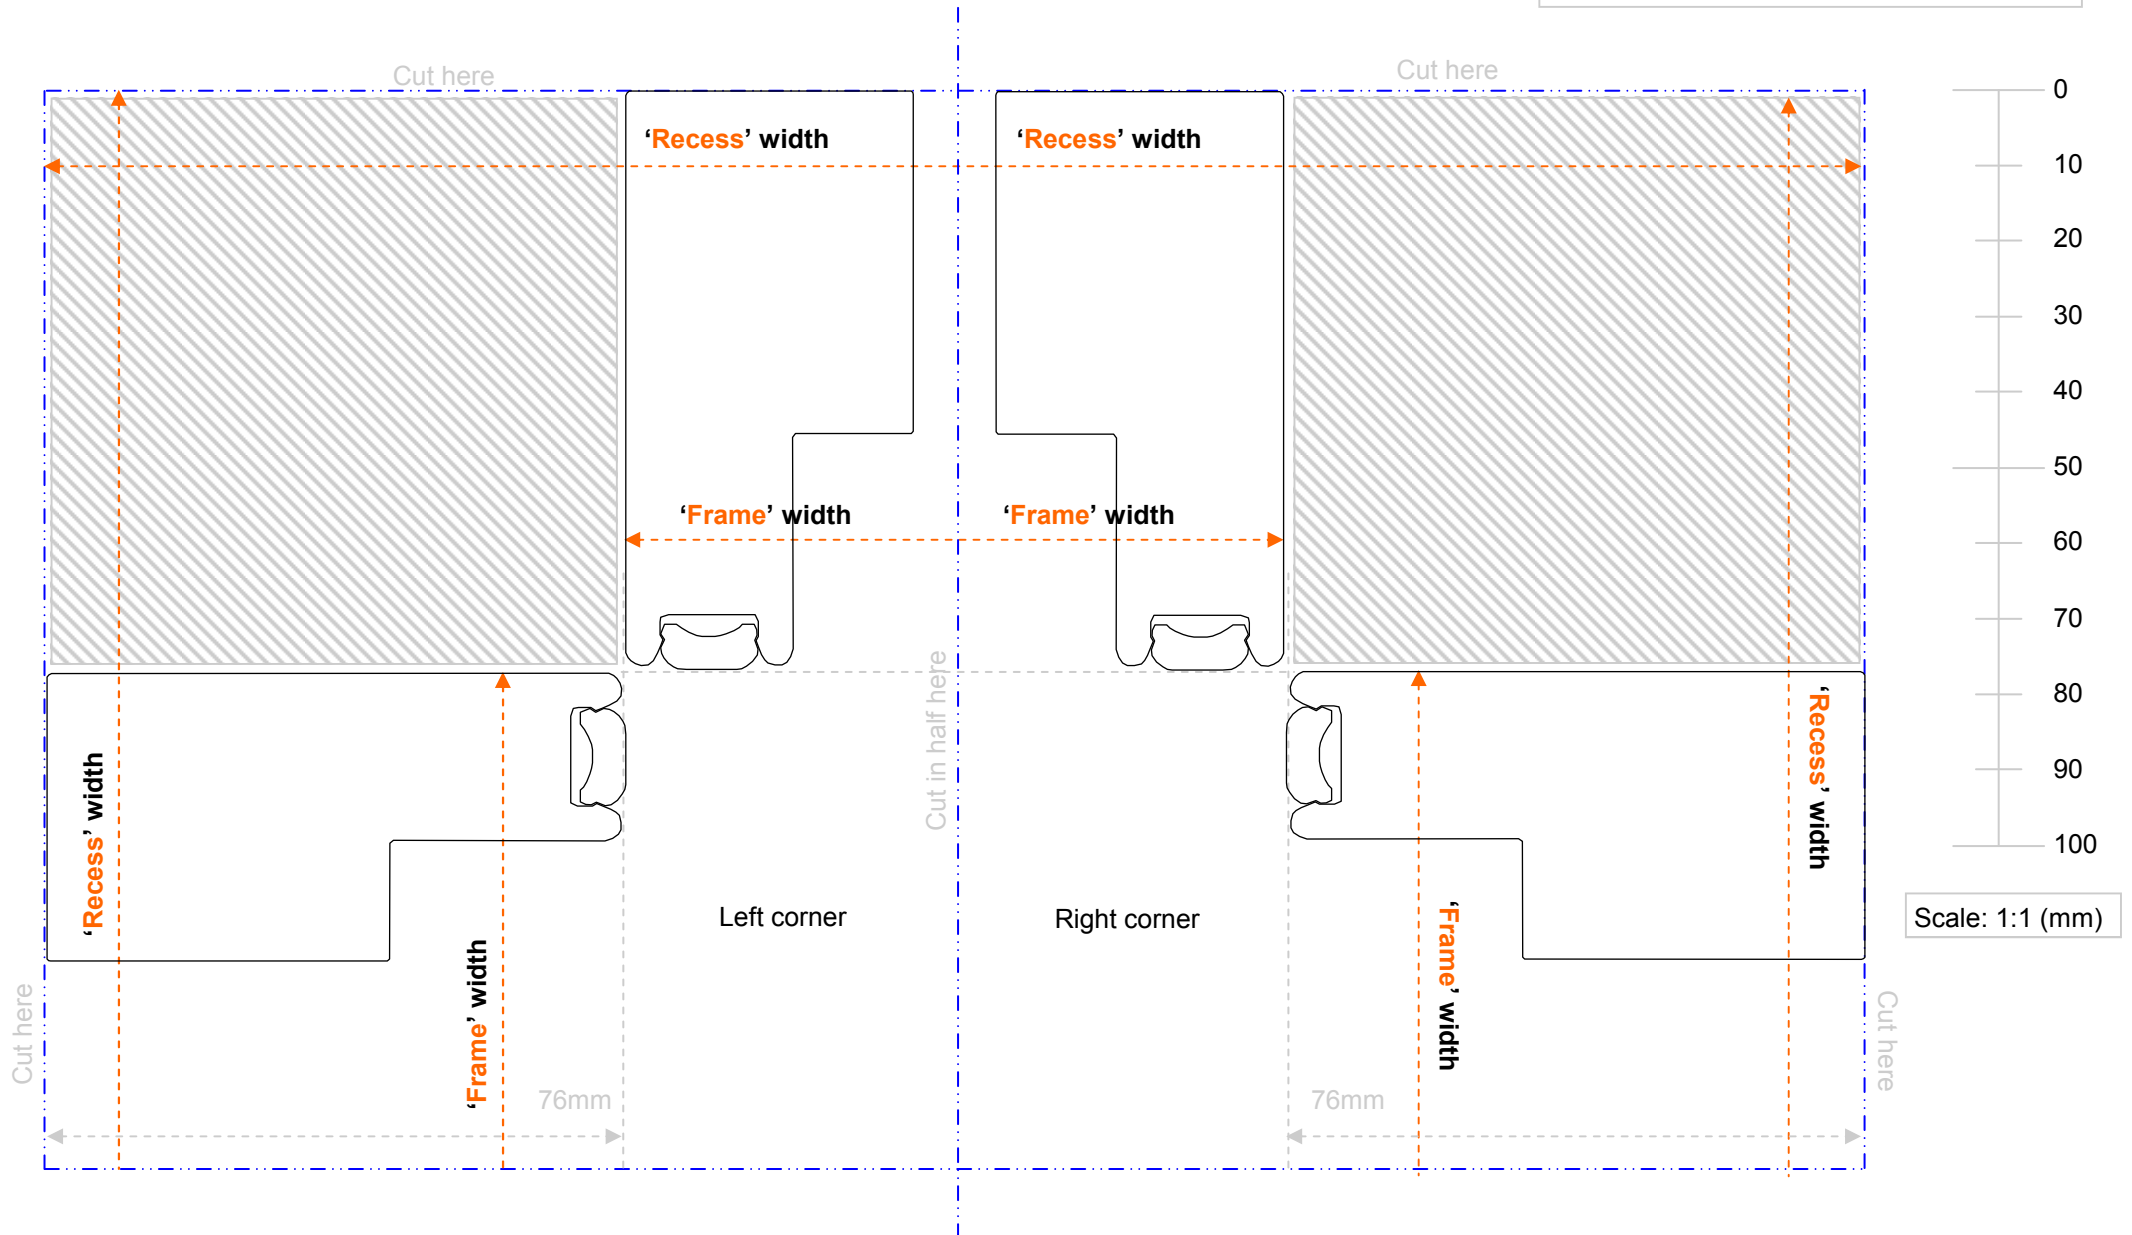 Cut here
Cut here
‘Recess’ width
‘Recess’ width
‘Frame’ width
‘Frame’ width
0
10
20
30
40
50
60
70
80
90
100
Scale: 1:1 (mm)
‘Recess’ width
‘Frame’ width
Cut in half here
‘Frame’ width
‘Recess’ width
Left corner
Right corner
Cut here
76mm
76mm
Cut here